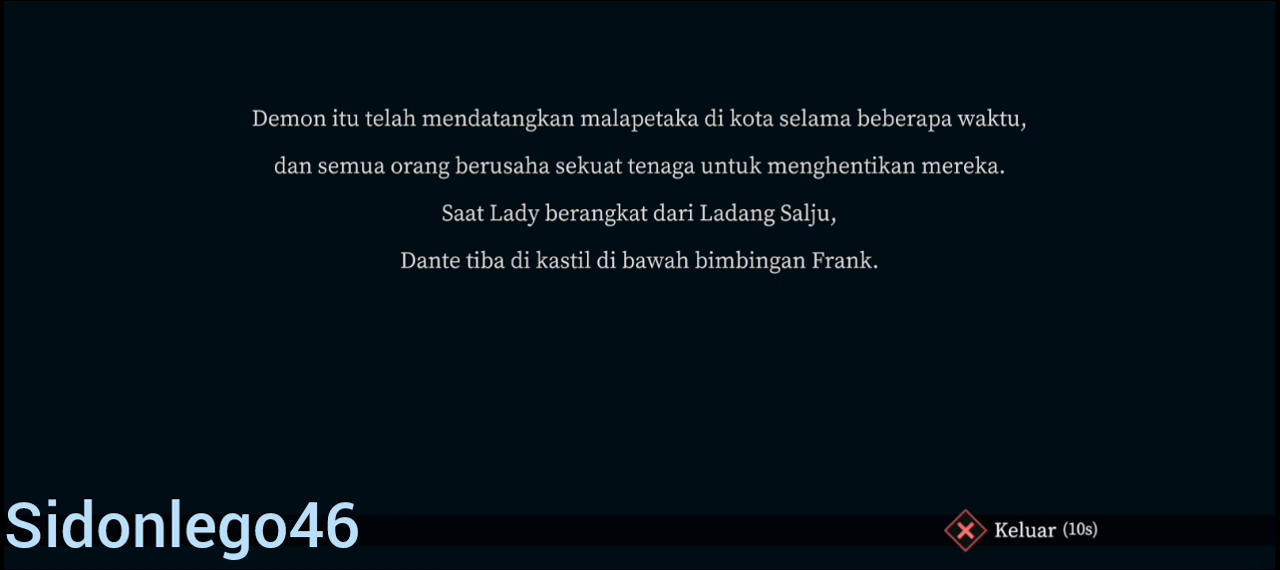 Demon itu telah mendatangkan malapetaka di kota selama beberapa waktu,
dan semua orang berusaha sekuat tenaga untuk menghentikan mereka.
Saat Lady berangkat dari Ladang Salju,
Dante tiba di kastil di bawah bimbingan Frank.
Sidonlego46
Keluar (10s)